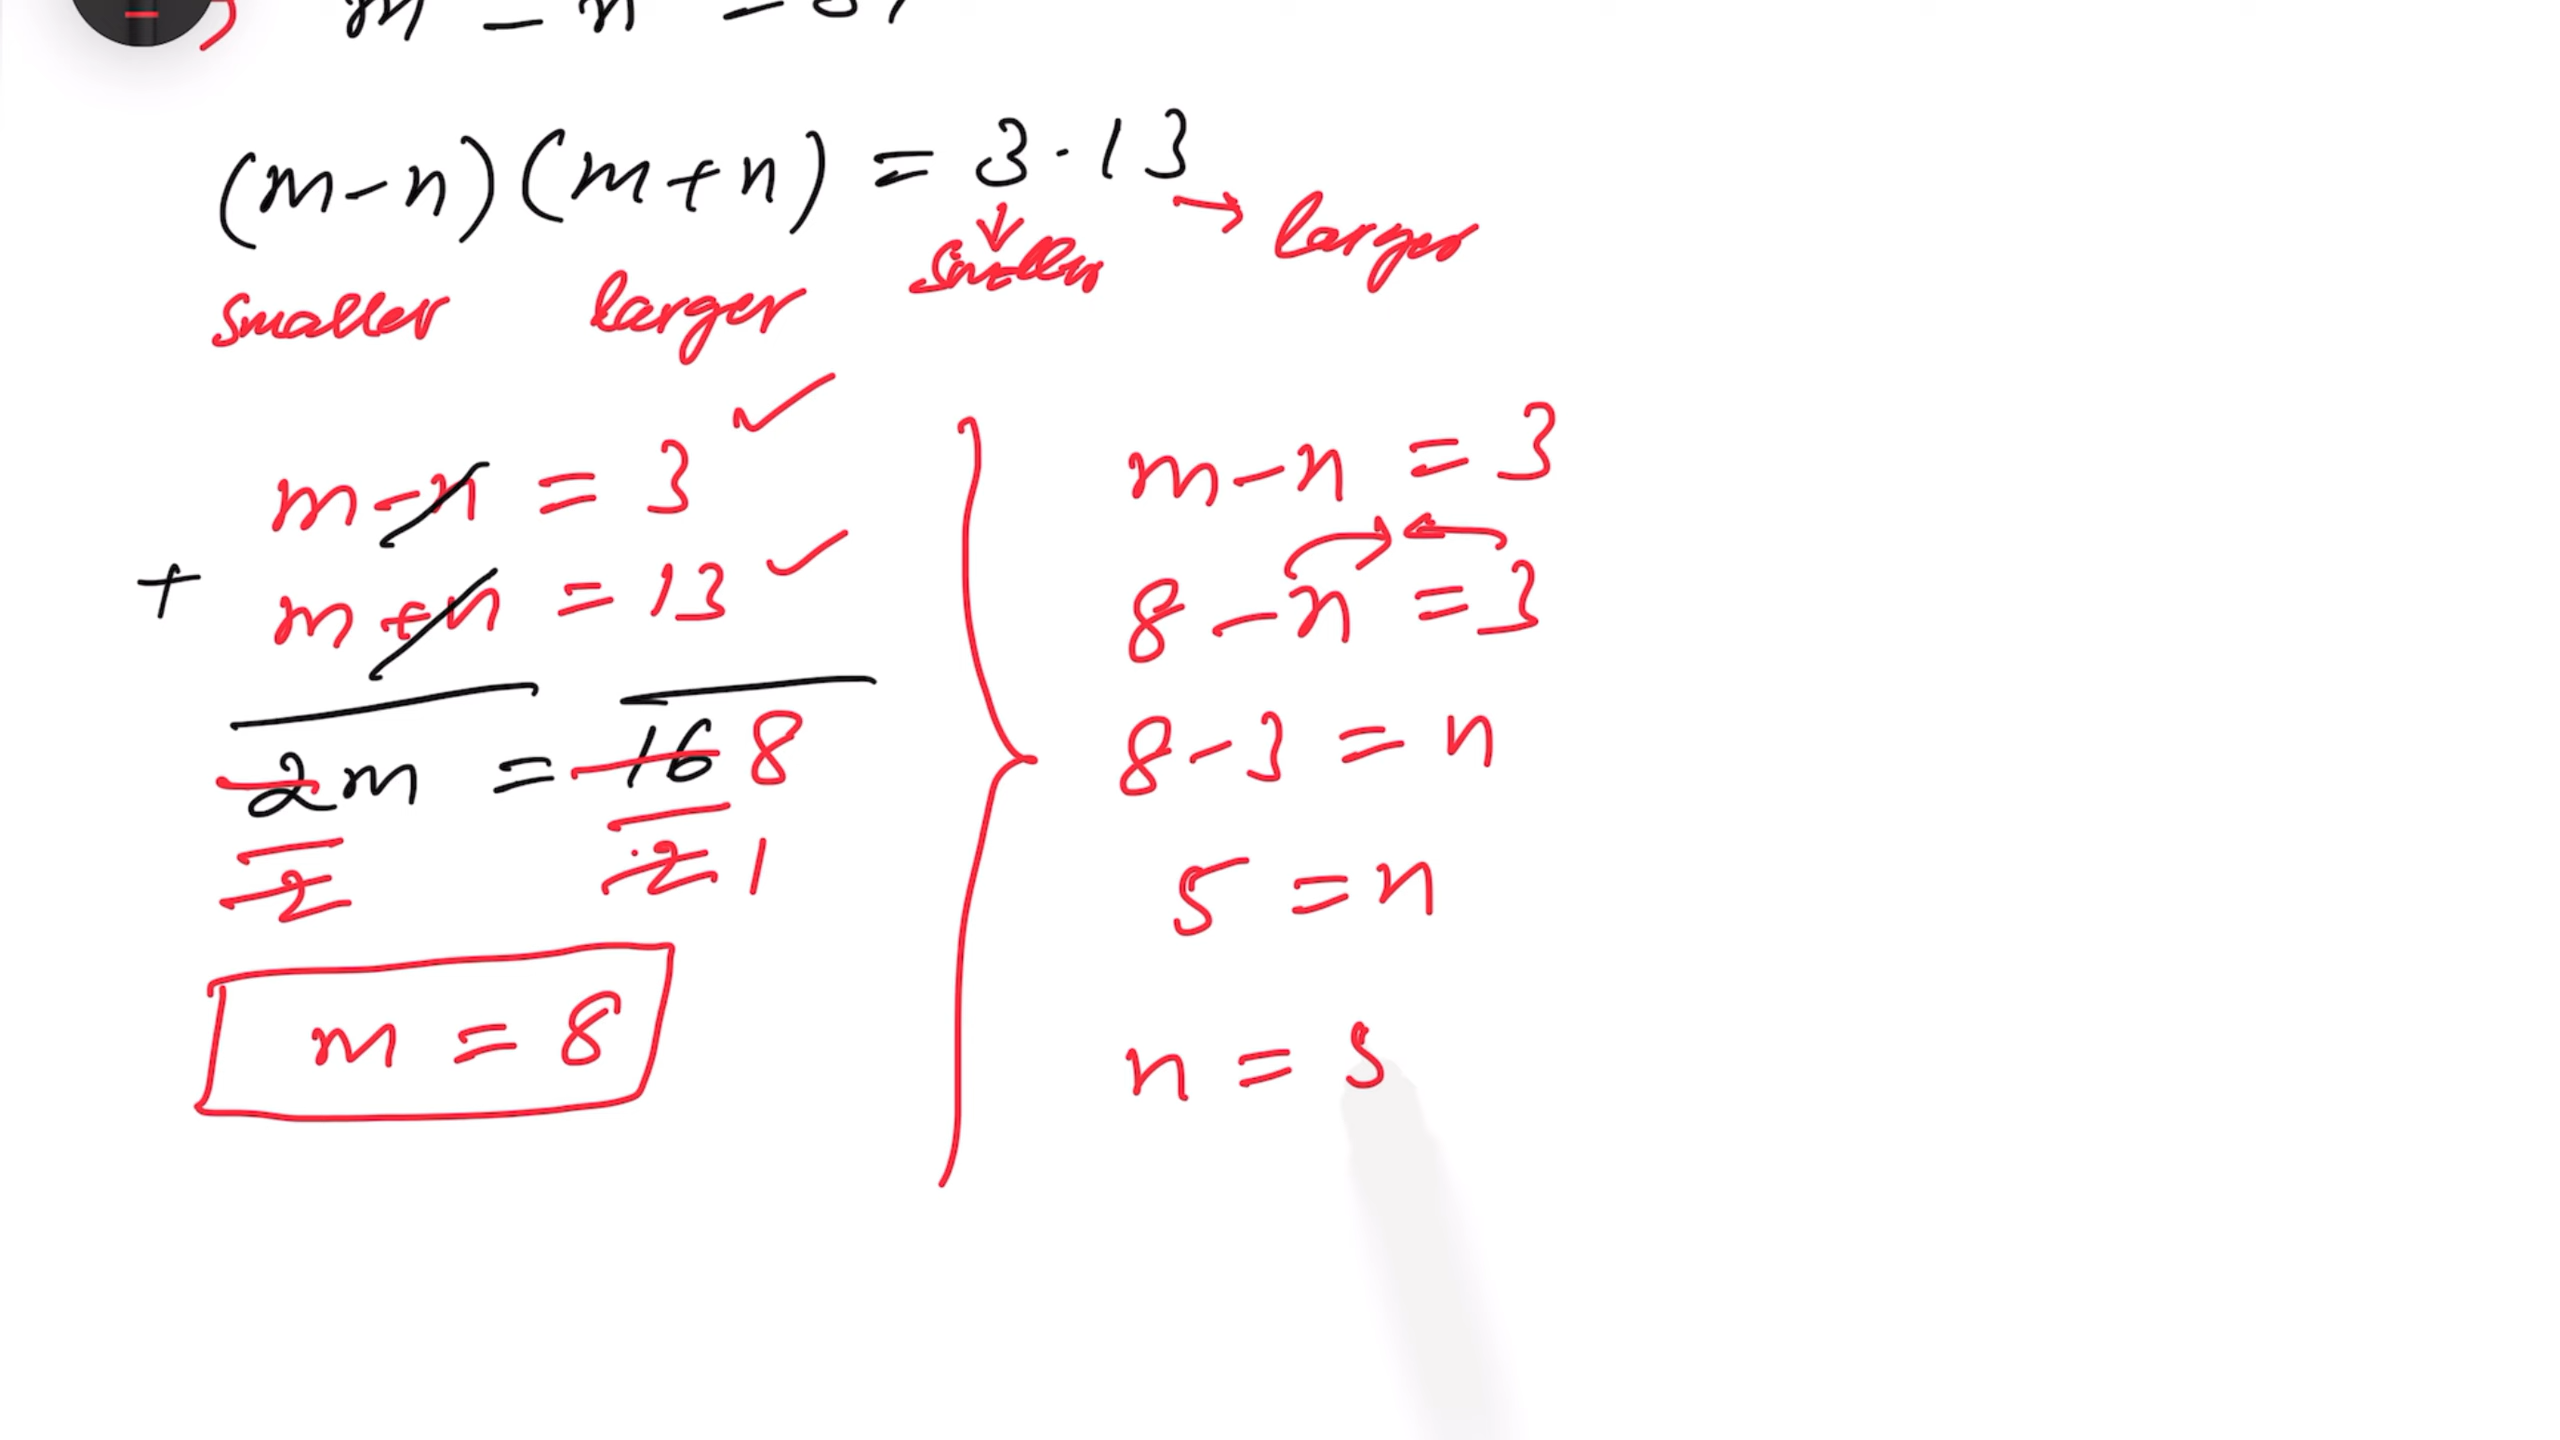 (m-n)(m+n) = 3·13
↓ → larger
smaller
smaller larger
m-n = 3 ✓
+ m+n = 13 ✓
2m = 16 8
2 2 1
m = 8
m-n = 3
8-n = 3
8-3 = n
5 = n
n = 5